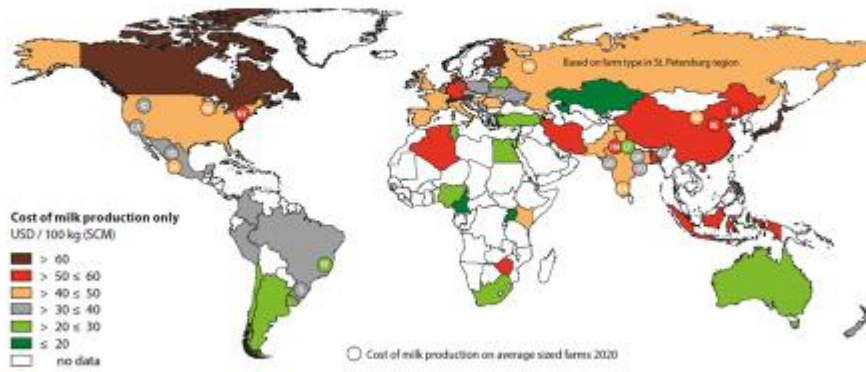 Based on farm type in St. Petersburg region
NY
Cost of milk production only
USD / 100 kg (SCM)
> 60
> 50 ≤ 60
> 40 ≤ 50
> 30 ≤ 40
> 20 ≤ 30
≤ 20
no data
Cost of milk production on average sized farms 2020